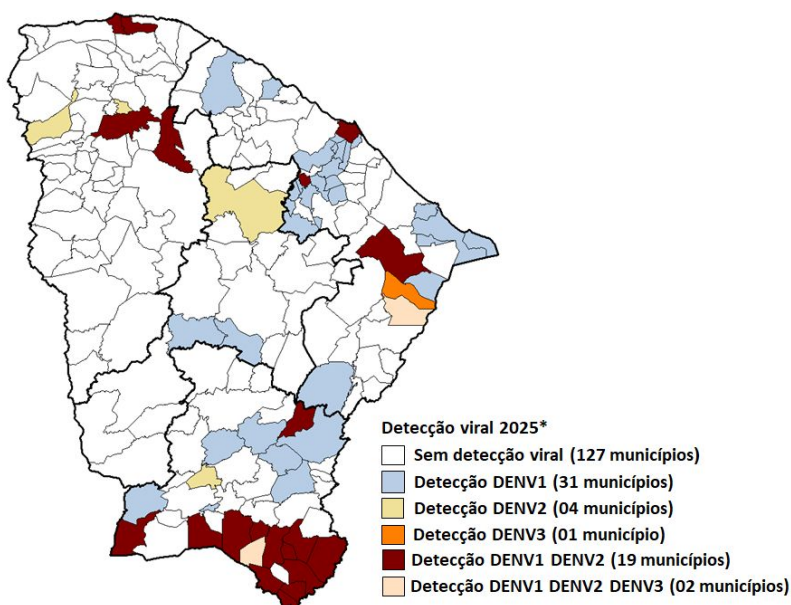 Detecção viral 2025*
Sem detecção viral (127 municípios)
Detecção DENV1 (31 municípios)
Detecção DENV2 (04 municípios)
Detecção DENV3 (01 município)
Detecção DENV1 DENV2 (19 municípios)
Detecção DENV1 DENV2 DENV3 (02 municípios)